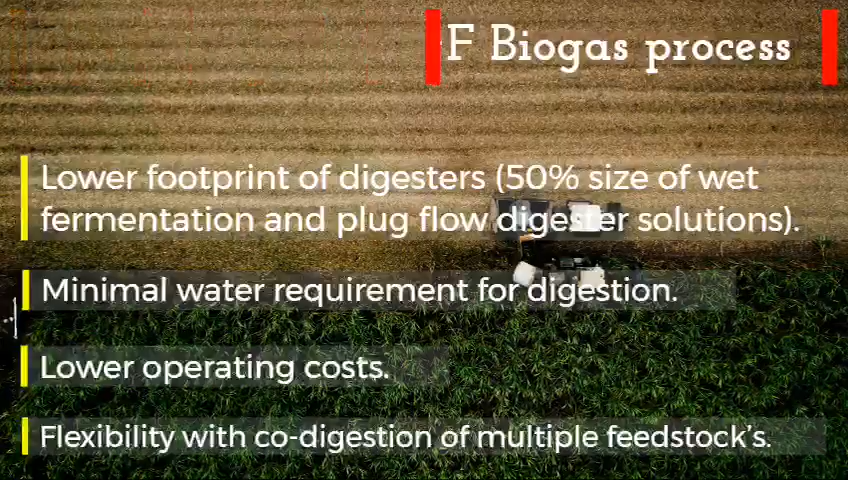 F Biogas process
Lower footprint of digesters (50% size of wet
fermentation and plug flow digester solutions).
Minimal water requirement for digestion.
Lower operating costs.
Flexibility with co-digestion of multiple feedstock's.